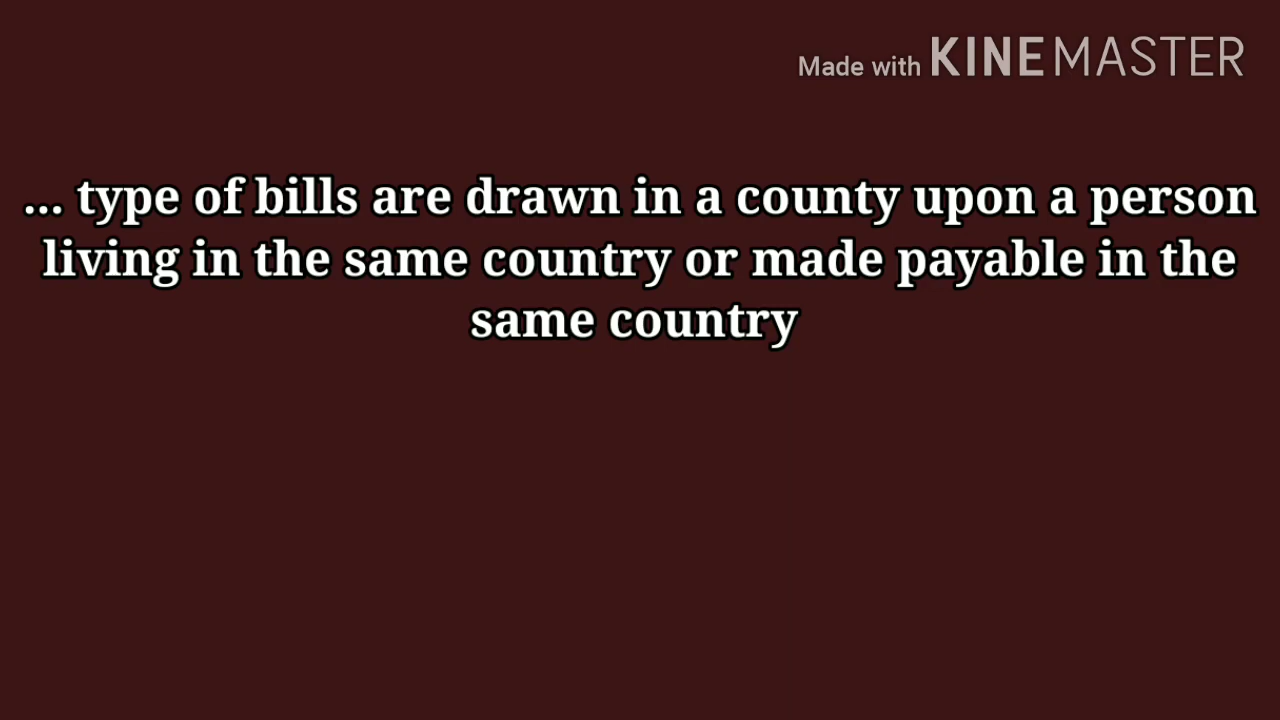 Made with KINEMASTER
... type of bills are drawn in a county upon a person
living in the same country or made payable in the
same country